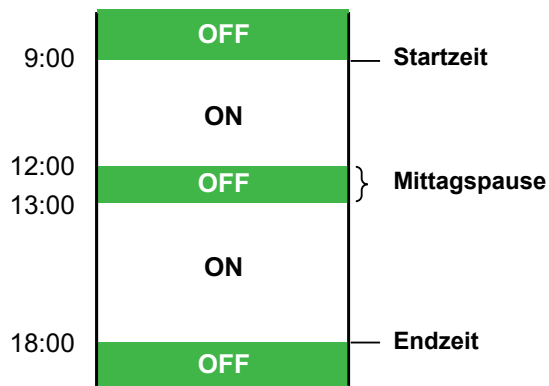 OFF
9:00 Startzeit
ON
12:00
OFF Mittagspause
13:00
ON
18:00 Endzeit
OFF